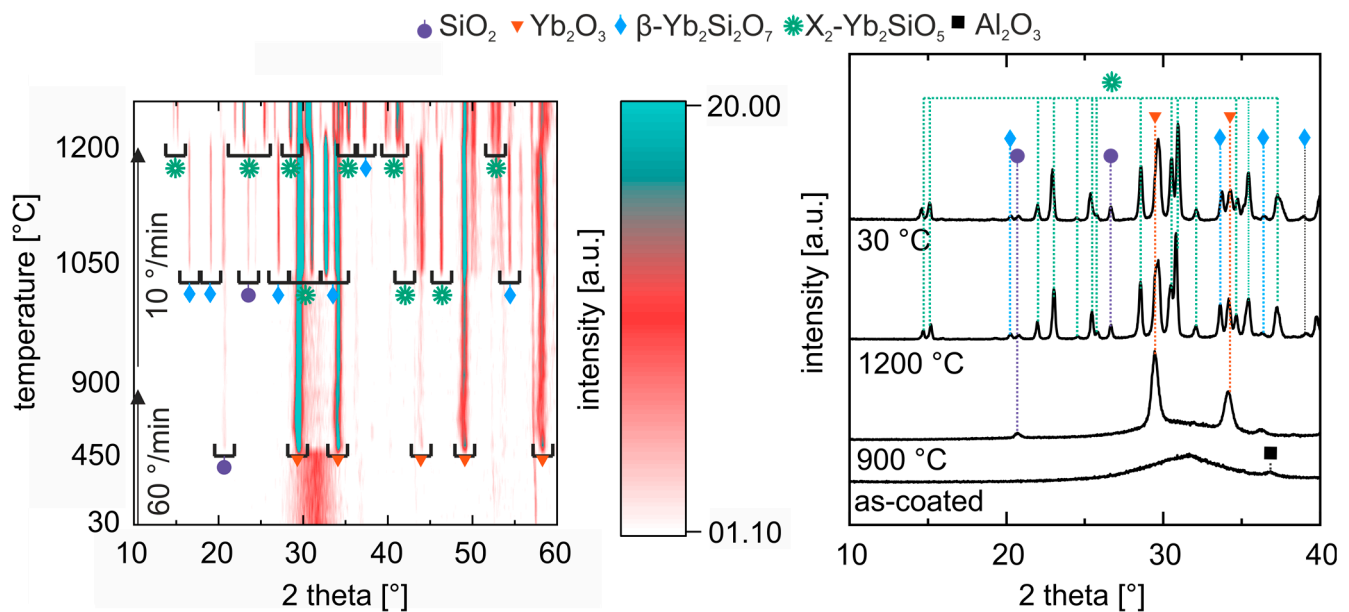 SiO₂ Yb₂O₃ β-Yb₂Si₂O₇ X₂-Yb₂SiO₅ Al₂O₃
temperature [°C]
1200
1050
900
450
30
10 °/min
60 °/min
10 20 30 40 50 60
2 theta [°]
intensity [a.u.]
20.00
01.10
intensity [a.u.]
30 °C
1200 °C
900 °C
as-coated
10 20 30 40
2 theta [°]